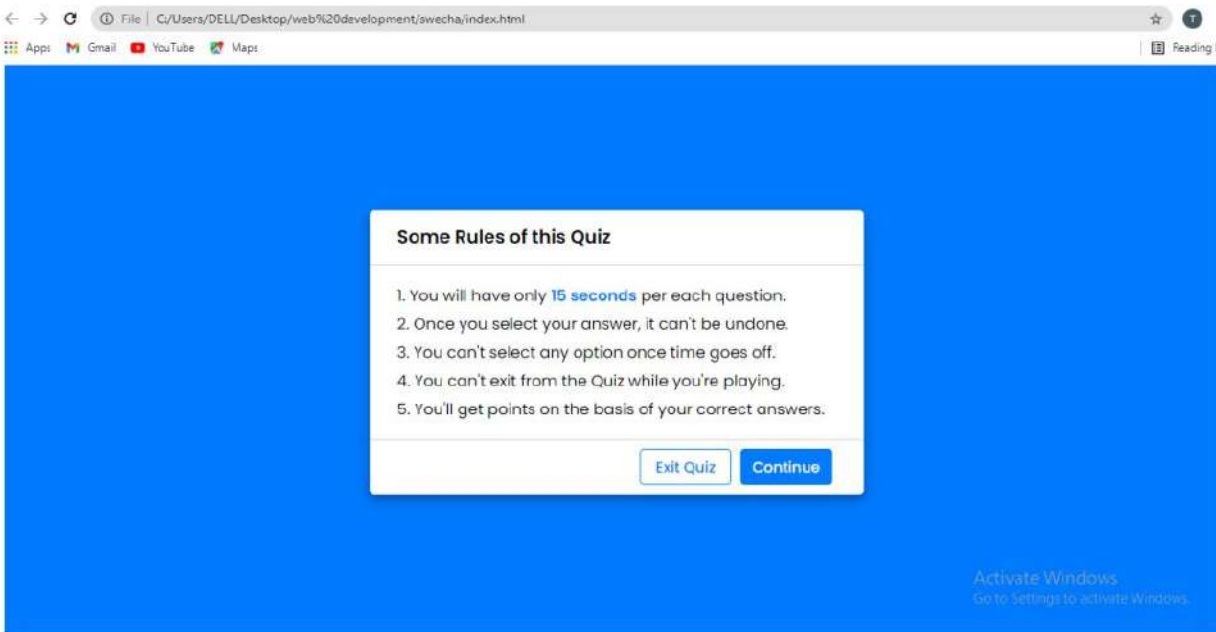 File | C:/Users/DELL/Desktop/web%20development/swecha/index.html
T
Apps Gmail YouTube Maps Reading
Some Rules of this Quiz
1. You will have only 15 seconds per each question.
2. Once you select your answer, it can't be undone.
3. You can't select any option once time goes off.
4. You can't exit from the Quiz while you're playing.
5. You'll get points on the basis of your correct answers.
Exit Quiz Continue
Activate Windows
Go to Settings to activate Windows.